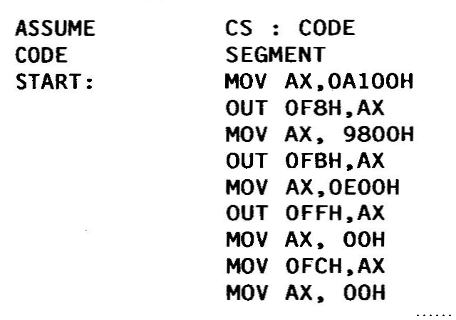 ASSUME CS : CODE
CODE SEGMENT
START: MOV AX,0A100H
OUT 0F8H,AX
MOV AX, 9800H
OUT 0FBH,AX
MOV AX,0E00H
OUT 0FFH,AX
MOV AX, 00H
MOV 0FCH,AX
MOV AX, 00H